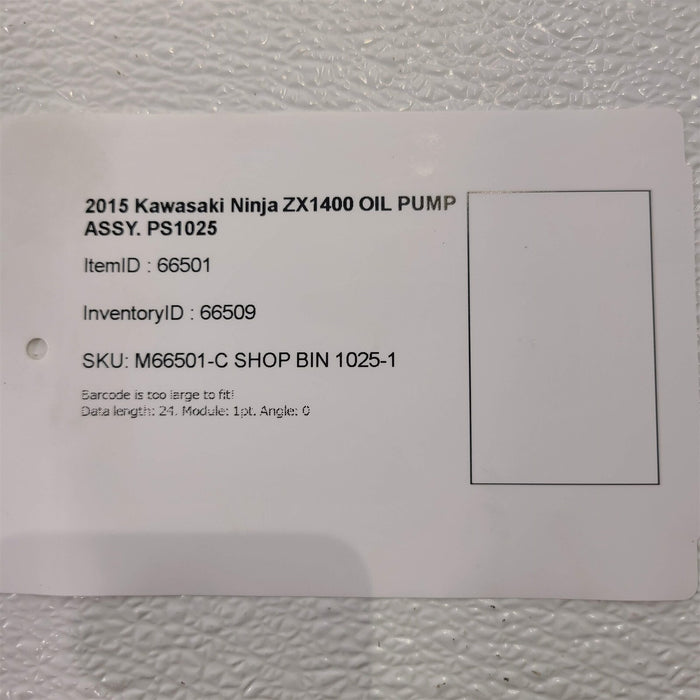 2015 Kawasaki Ninja ZX1400 OIL PUMP
ASSY. PS1025
ItemID : 66501
InventoryID : 66509
SKU: M66501-C SHOP BIN 1025-1
Barcode is too large to fit!
Data length: 24. Module: 1pt. Angle: 0